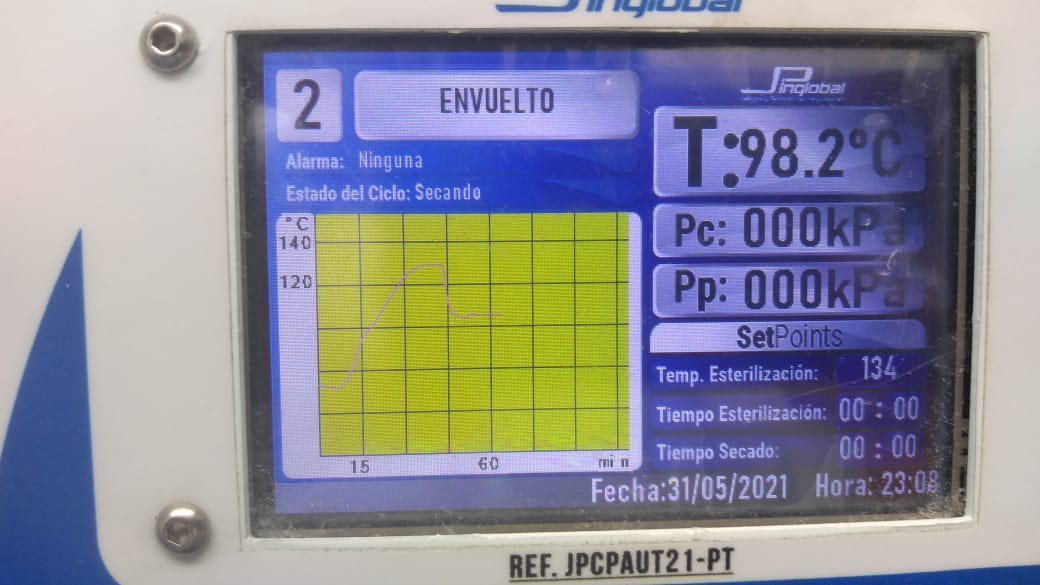 JPinglobal
2
ENVUELTO
Alarma: Ninguna
Estado del Ciclo: Secando
JPinglobal
T:98.2°C
Pc: 000kPa
Pp: 000kPa
SetPoints
Temp. Esterilización: 134
Tiempo Esterilización: 00 : 00
Tiempo Secado: 00 : 00
°C
140
120
15 60 min
Fecha:31/05/2021 Hora: 23:08
REF. JPCPAUT21-PT